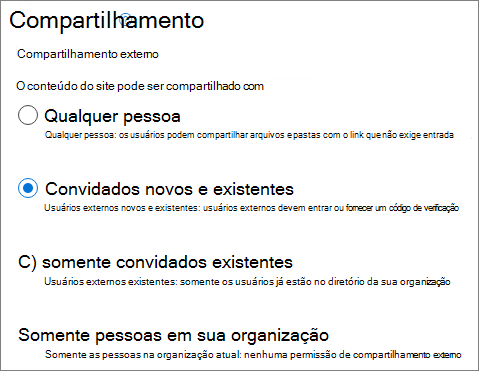 Compartilhamento
Compartilhamento externo
O conteúdo do site pode ser compartilhado com
Qualquer pessoa
Qualquer pessoa: os usuários podem compartilhar arquivos e pastas com o link que não exige entrada
Convidados novos e existentes
Usuários externos novos e existentes: usuários externos devem entrar ou fornecer um código de verificação
C) somente convidados existentes
Usuários externos existentes: somente os usuários já estão no diretório da sua organização
Somente pessoas em sua organização
Somente as pessoas na organização atual: nenhuma permissão de compartilhamento externo